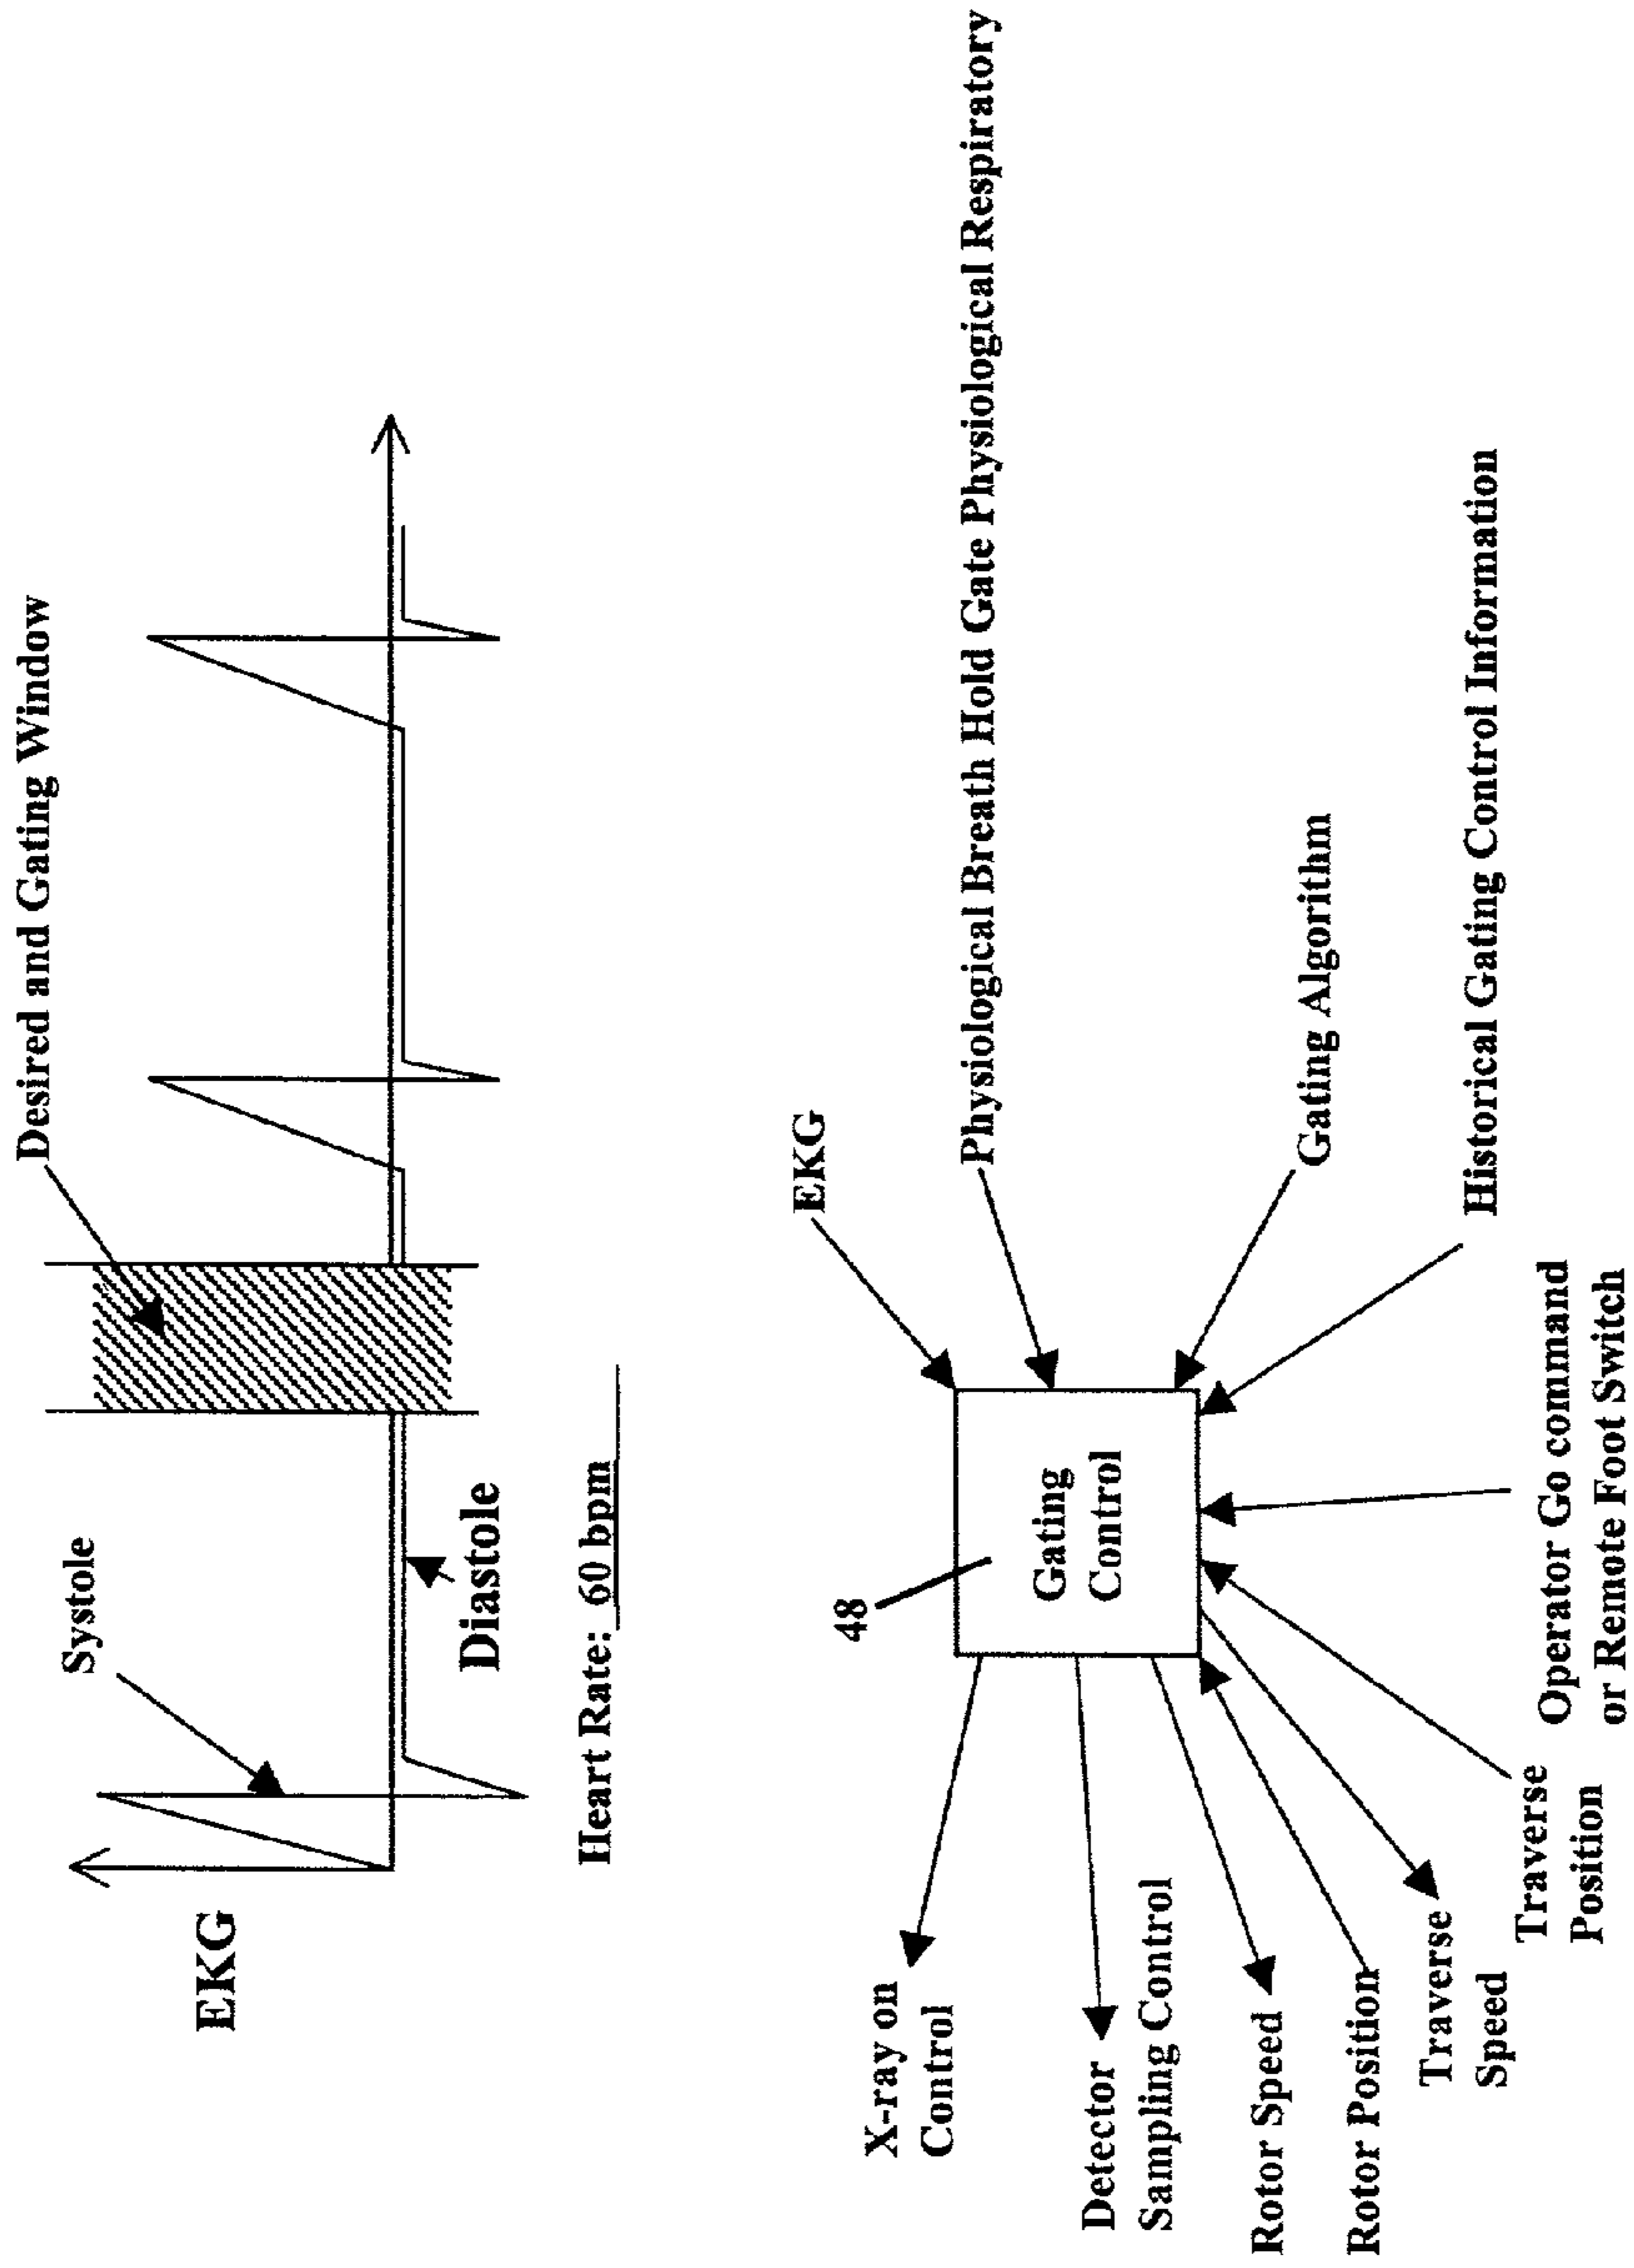 Desired and Gating Window
Systole
EKG
Diastole
Heart Rate: 60 bpm
EKG
48
Physiological Breath Hold Gate Physiological Respiratory
Gating
Control
X-ray on
Control
Detector
Sampling Control
Gating Algorithm
Rotor Speed
Rotor Position
Historical Gating Control Information
Traverse
Speed
Traverse
Position
Operator Go command
or Remote Foot Switch